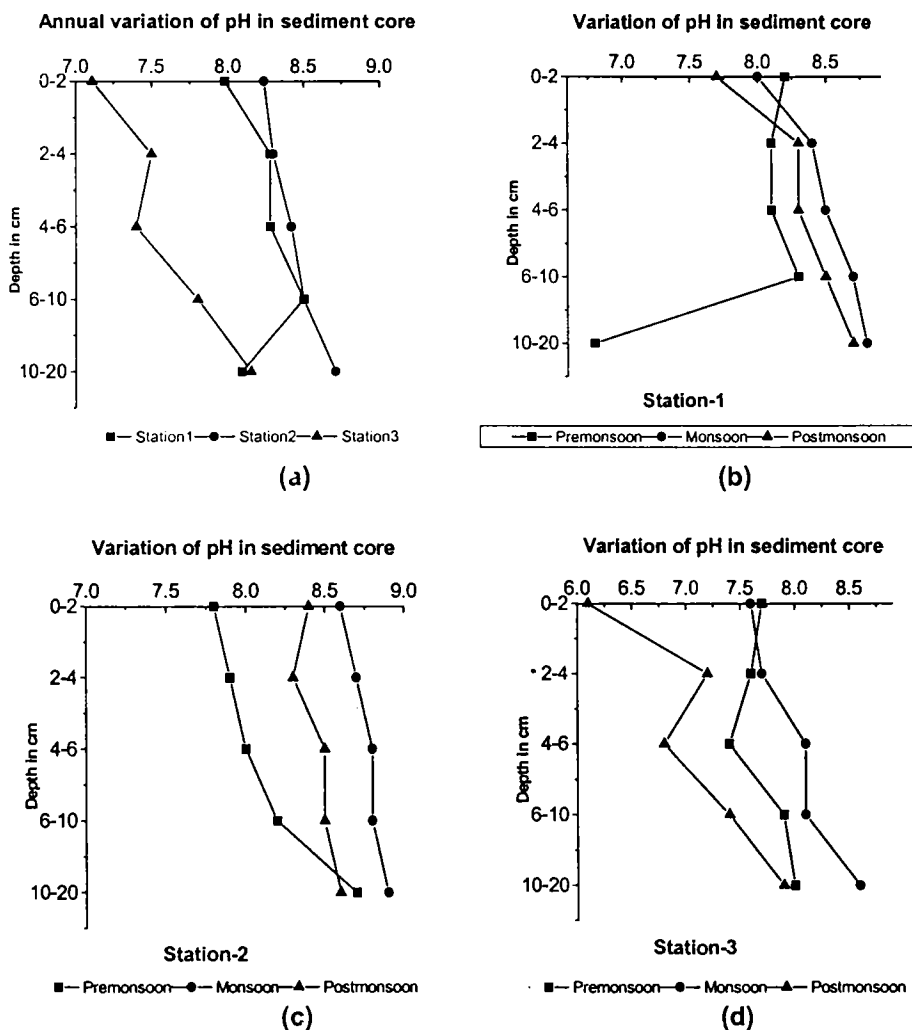 Annual variation of pH in sediment core
7.0 7.5 8.0 8.5 9.0
0-2
2-4
4-6
6-10
10-20
Depth in cm
Station1 Station2 Station3
(a)
Variation of pH in sediment core
7.0 7.5 8.0 8.5
0-2
2-4
4-6
6-10
10-20
Depth in cm
Station-1
Premonsoon Monsoon Postmonsoon
(b)
Variation of pH in sediment core
7.0 7.5 8.0 8.5 9.0
0-2
2-4
4-6
6-10
10-20
Depth in cm
Station-2
Premonsoon Monsoon Postmonsoon
(c)
Variation of pH in sediment core
6.0 6.5 7.0 7.5 8.0 8.5
0-2
2-4
4-6
6-10
10-20
Depth in cm
Station-3
Premonsoon Monsoon Postmonsoon
(d)